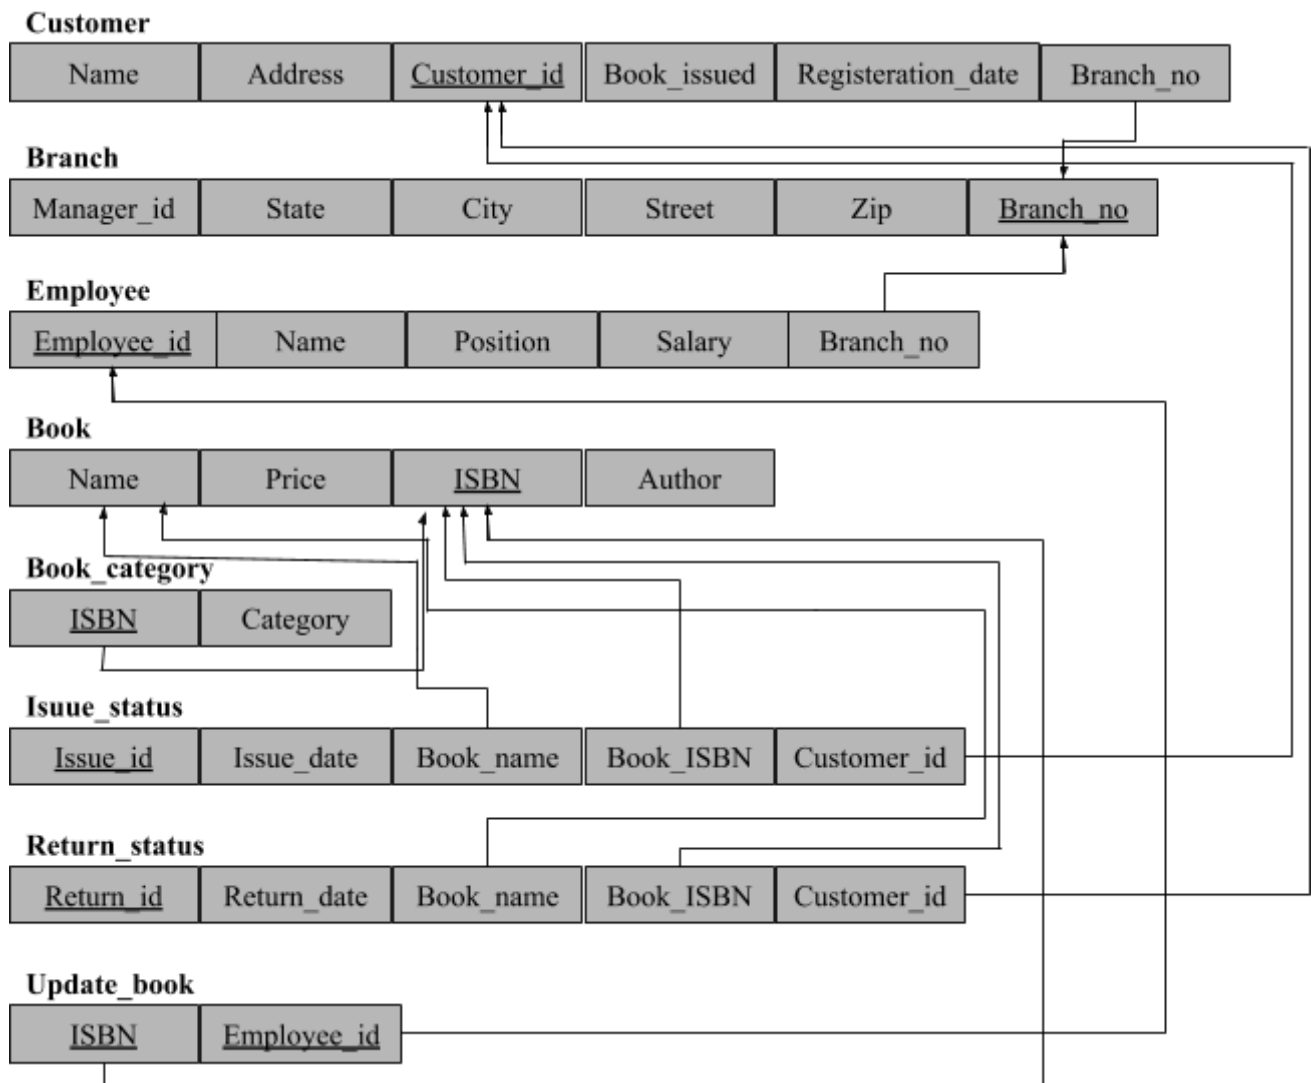 Customer
Name Address Customer_id Book_issued Registeration_date Branch_no
Branch
Manager_id State City Street Zip Branch_no
Employee
Employee_id Name Position Salary Branch_no
Book
Name Price ISBN Author
Book_category
ISBN Category
Isuue_status
Issue_id Issue_date Book_name Book_ISBN Customer_id
Return_status
Return_id Return_date Book_name Book_ISBN Customer_id
Update_book
ISBN Employee_id